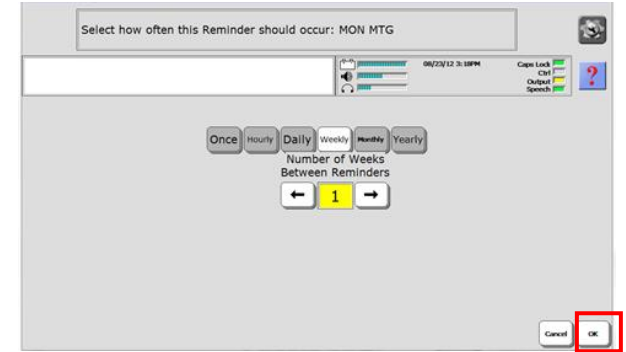 Select how often this Reminder should occur: MON MTG
08/23/12 3:18PM
Caps Lock
Ctrl
Output
Speech
?
Once Hourly Daily Weekly Monthly Yearly
Number of Weeks
Between Reminders
← 1 →
Cancel OK